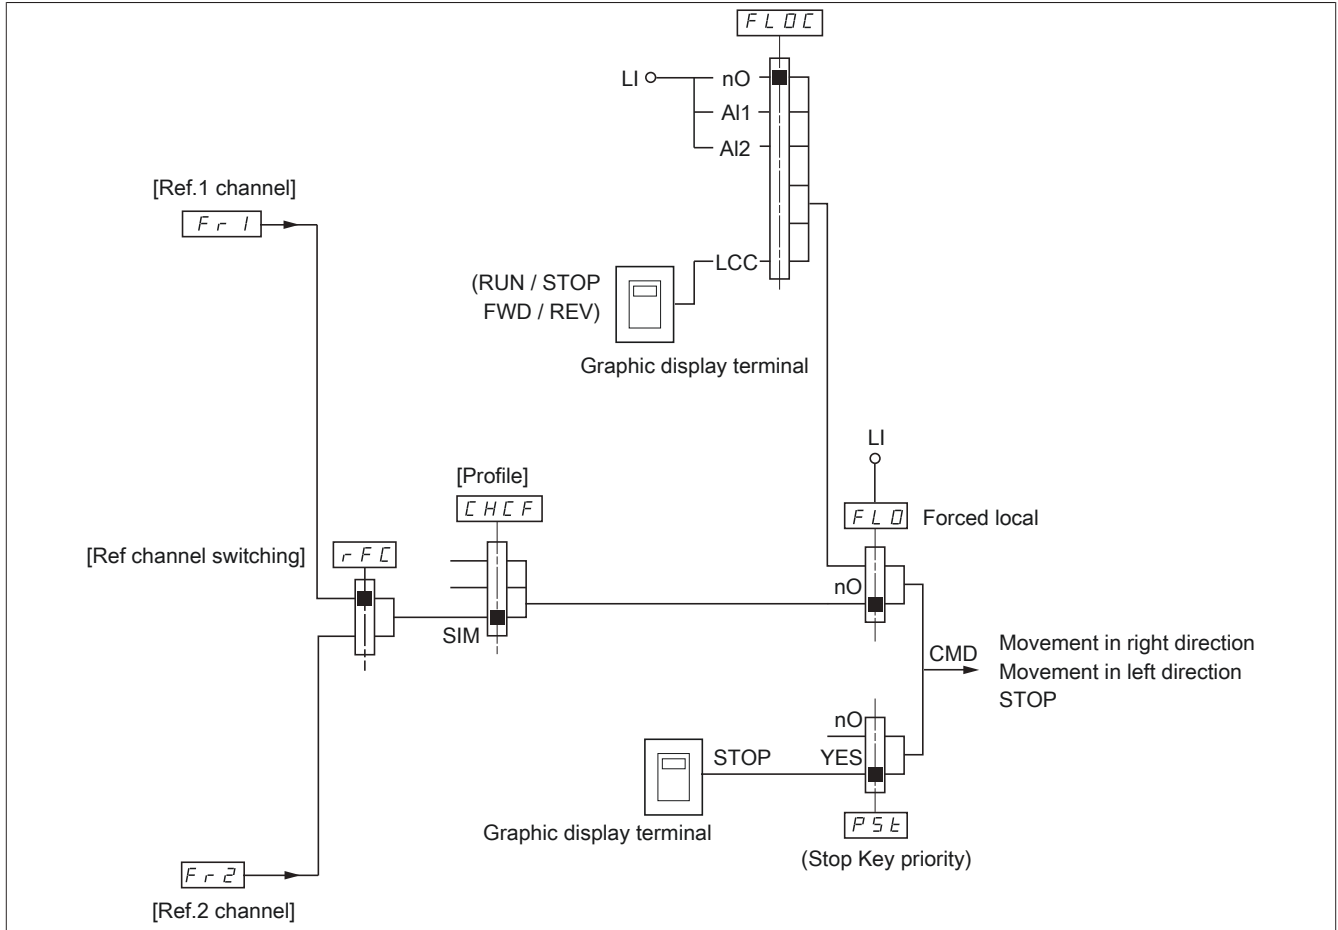 FLOC
LI
nO
AI1
AI2
[Ref.1 channel]
Fr1
LCC
(RUN / STOP
FWD / REV)
Graphic display terminal
LI
[Profile]
CHCF
FLO
Forced local
[Ref channel switching]
rFC
nO
SIM
CMD
Movement in right direction
Movement in left direction
STOP
nO
STOP
YES
Graphic display terminal
PSt
(Stop Key priority)
Fr2
[Ref.2 channel]